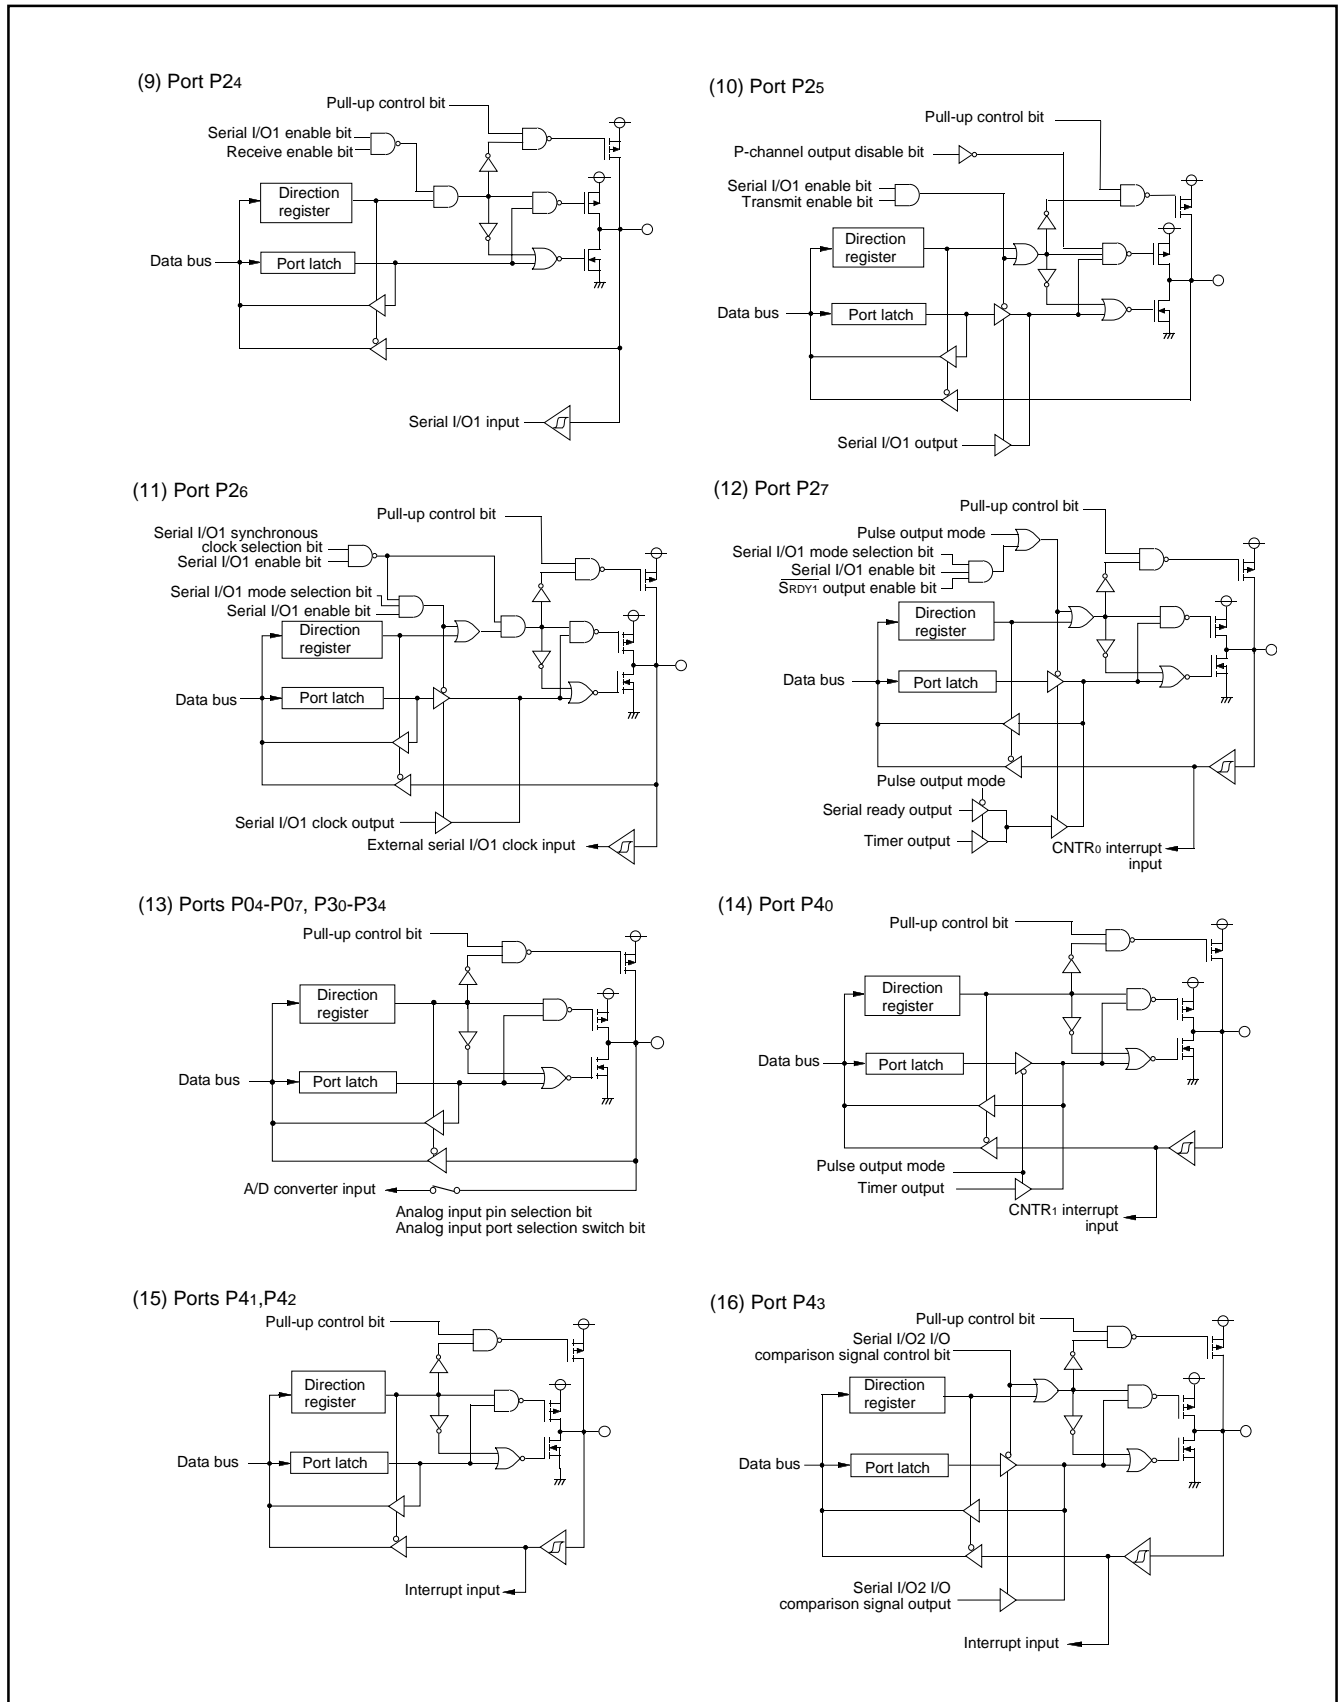 (9) Port P24
Pull-up control bit
Serial I/O1 enable bit
Receive enable bit
Direction
register
Data bus
Port latch
Serial I/O1 input
(10) Port P25
Pull-up control bit
P-channel output disable bit
Serial I/O1 enable bit
Transmit enable bit
Direction
register
Data bus
Port latch
Serial I/O1 output
(11) Port P26
Pull-up control bit
Serial I/O1 synchronous
clock selection bit
Serial I/O1 enable bit
Serial I/O1 mode selection bit
Serial I/O1 enable bit
Direction
register
Data bus
Port latch
Serial I/O1 clock output
External serial I/O1 clock input
(12) Port P27
Pull-up control bit
Pulse output mode
Serial I/O1 mode selection bit
Serial I/O1 enable bit
SRDY1 output enable bit
Direction
register
Data bus
Port latch
Pulse output mode
Serial ready output
Timer output
CNTR0 interrupt
input
(13) Ports P04-P07, P30-P34
Pull-up control bit
Direction
register
Data bus
Port latch
A/D converter input
Analog input pin selection bit
Analog input port selection switch bit
(14) Port P40
Pull-up control bit
Direction
register
Data bus
Port latch
Pulse output mode
Timer output
CNTR1 interrupt
input
(15) Ports P41,P42
Pull-up control bit
Direction
register
Data bus
Port latch
Interrupt input
(16) Port P43
Pull-up control bit
Serial I/O2 I/O
comparison signal control bit
Direction
register
Data bus
Port latch
Serial I/O2 I/O
comparison signal output
Interrupt input